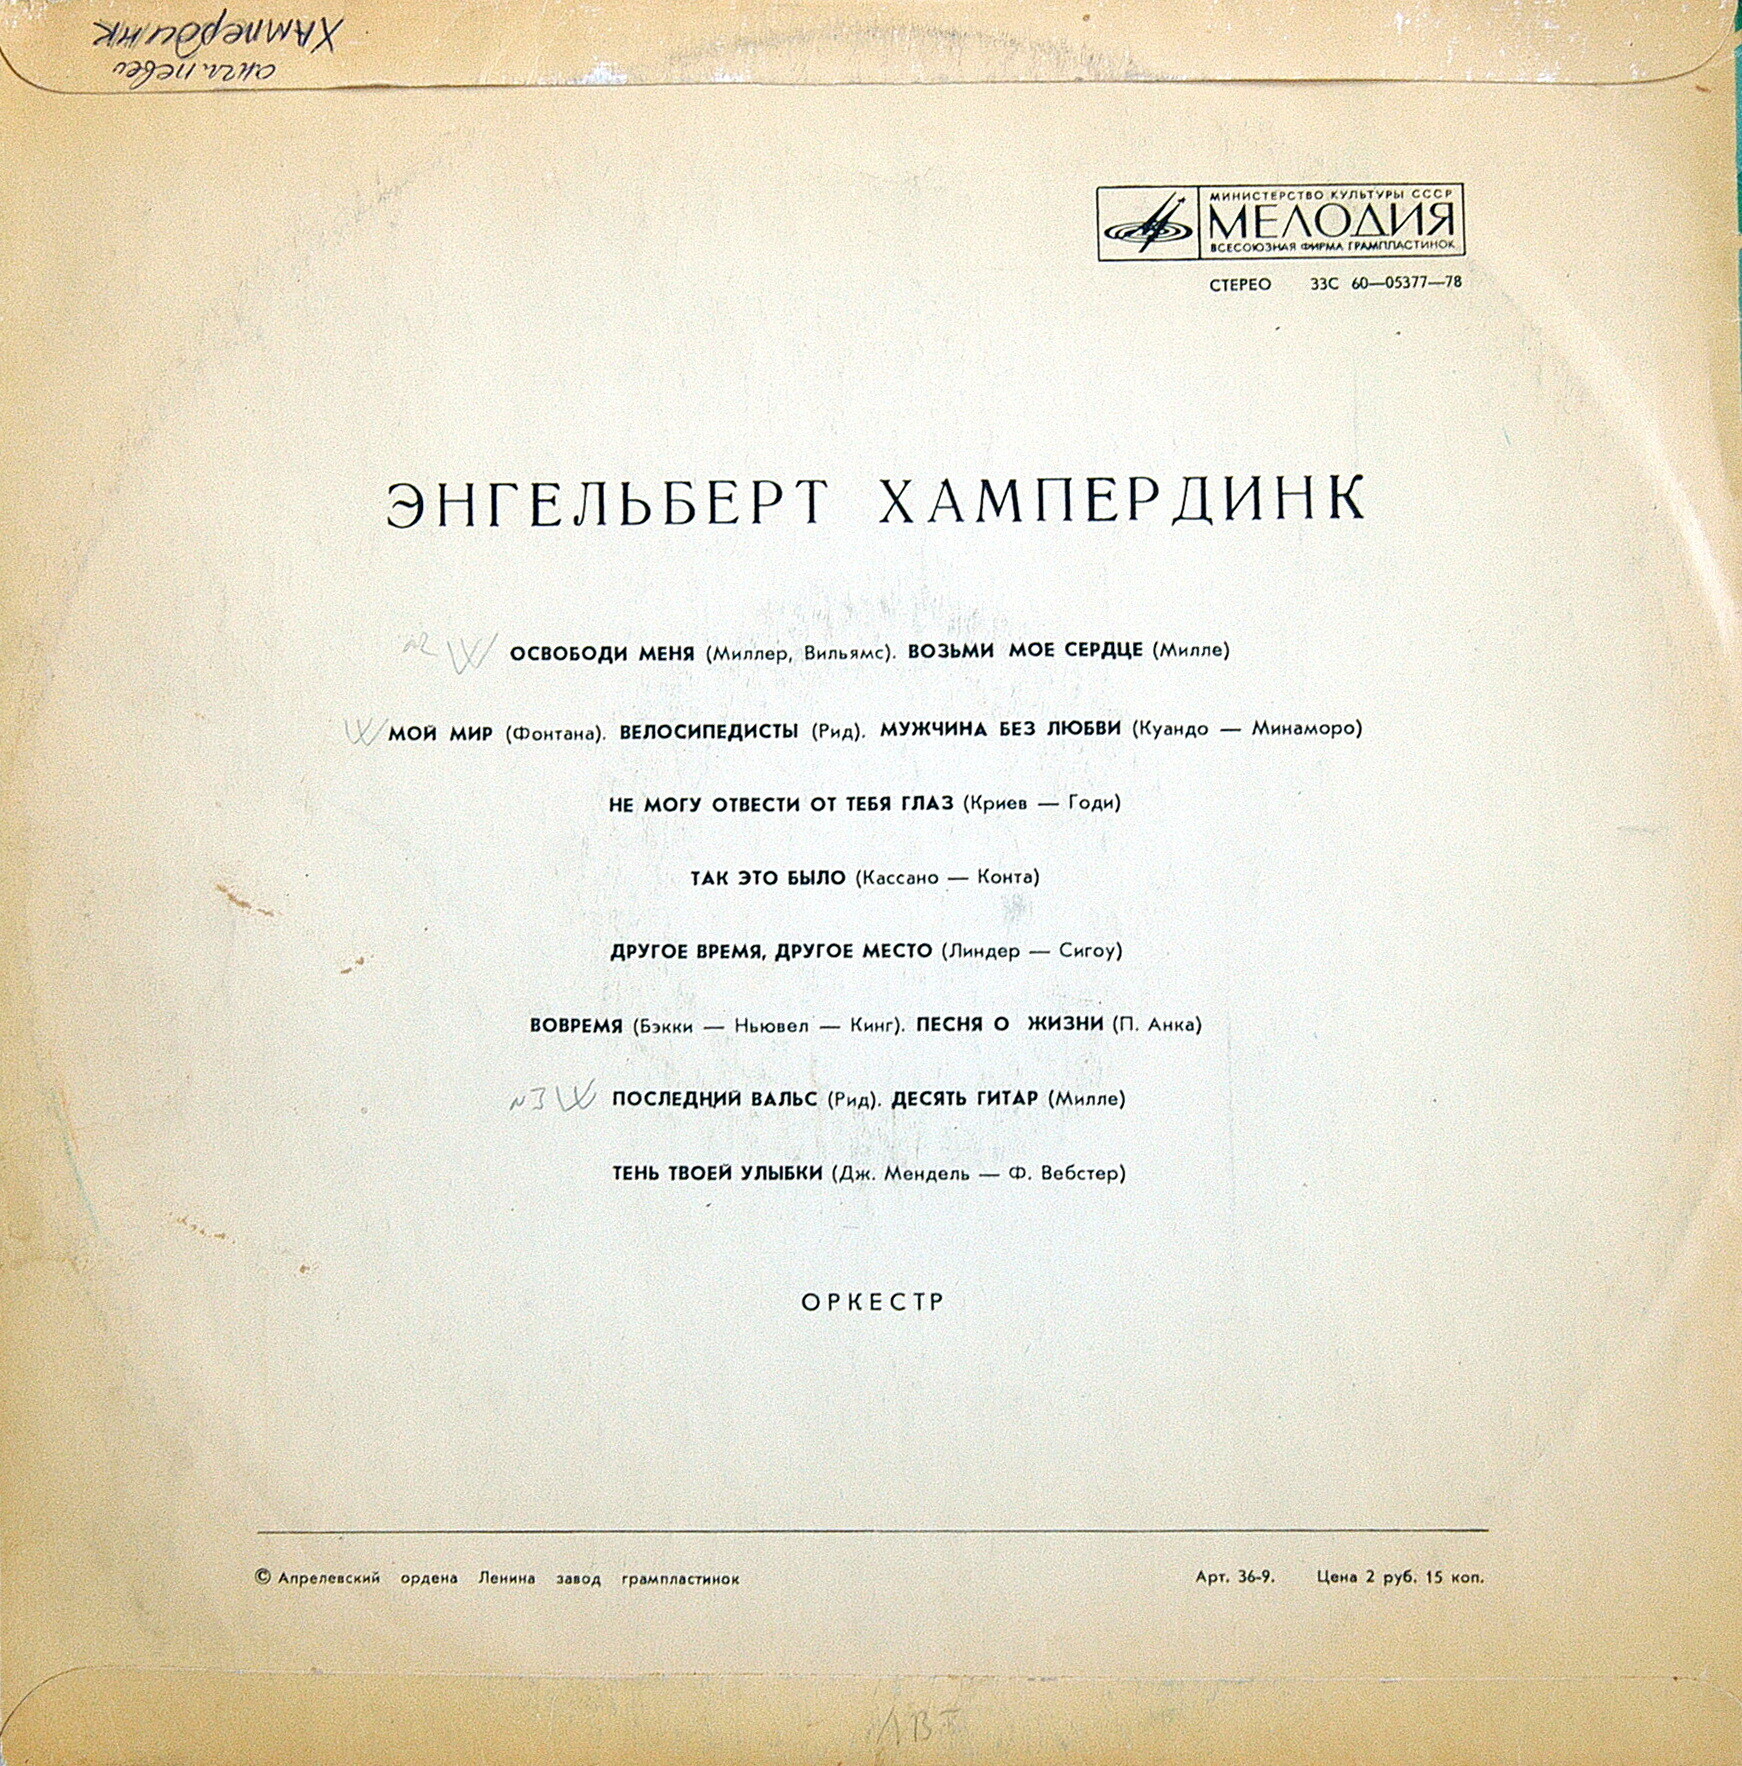 Хампердинк
англ. певец
МИНИСТЕРСТВО КУЛЬТУРЫ СССР
МЕЛОДИЯ
ВСЕСОЮЗНАЯ ФИРМА ГРАМПЛАСТИНОК
СТЕРЕО 33С 60—05377—78
ЭНГЕЛЬБЕРТ ХАМПЕРДИНК
ОСВОБОДИ МЕНЯ (Миллер, Вильямс). ВОЗЬМИ МОЕ СЕРДЦЕ (Милле)
МОЙ МИР (Фонтана). ВЕЛОСИПЕДИСТЫ (Рид). МУЖЧИНА БЕЗ ЛЮБВИ (Куандо — Минаморо)
НЕ МОГУ ОТВЕСТИ ОТ ТЕБЯ ГЛАЗ (Криев — Годи)
ТАК ЭТО БЫЛО (Кассано — Конта)
ДРУГОЕ ВРЕМЯ, ДРУГОЕ МЕСТО (Линдер — Сигоу)
ВОВРЕМЯ (Бэкки — Ньювел — Кинг). ПЕСНЯ О ЖИЗНИ (П. Анка)
№3 ПОСЛЕДНИЙ ВАЛЬС (Рид). ДЕСЯТЬ ГИТАР (Милле)
ТЕНЬ ТВОЕЙ УЛЫБКИ (Дж. Мендель — Ф. Вебстер)
ОРКЕСТР
© Апрелевский ордена Ленина завод грампластинок Арт. 36-9. Цена 2 руб. 15 коп.